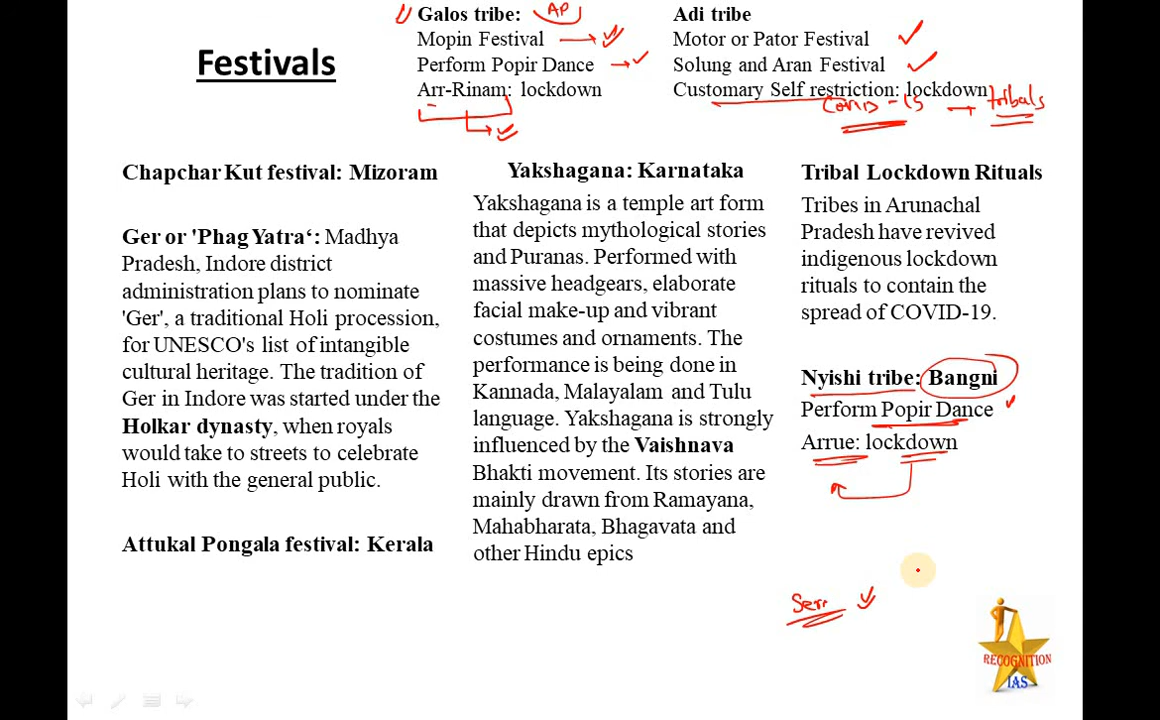 Festivals
Galos tribe: AP
Mopin Festival
Perform Popir Dance
Arr-Rinam: lockdown
Adi tribe
Motor or Pator Festival
Solung and Aran Festival
Customary Self restriction: lockdown
Covid-19 → tribals
Chapchar Kut festival: Mizoram
Ger or 'Phag Yatra‘: Madhya
Pradesh, Indore district
administration plans to nominate
'Ger', a traditional Holi procession,
for UNESCO's list of intangible
cultural heritage. The tradition of
Ger in Indore was started under the
Holkar dynasty, when royals
would take to streets to celebrate
Holi with the general public.
Attukal Pongala festival: Kerala
Yakshagana: Karnataka
Yakshagana is a temple art form
that depicts mythological stories
and Puranas. Performed with
massive headgears, elaborate
facial make-up and vibrant
costumes and ornaments. The
performance is being done in
Kannada, Malayalam and Tulu
language. Yakshagana is strongly
influenced by the Vaishnava
Bhakti movement. Its stories are
mainly drawn from Ramayana,
Mahabharata, Bhagavata and
other Hindu epics
Tribal Lockdown Rituals
Tribes in Arunachal
Pradesh have revived
indigenous lockdown
rituals to contain the
spread of COVID-19.
Nyishi tribe: Bangni
Perform Popir Dance
Arrue: lockdown
RECOGNITION
IAS